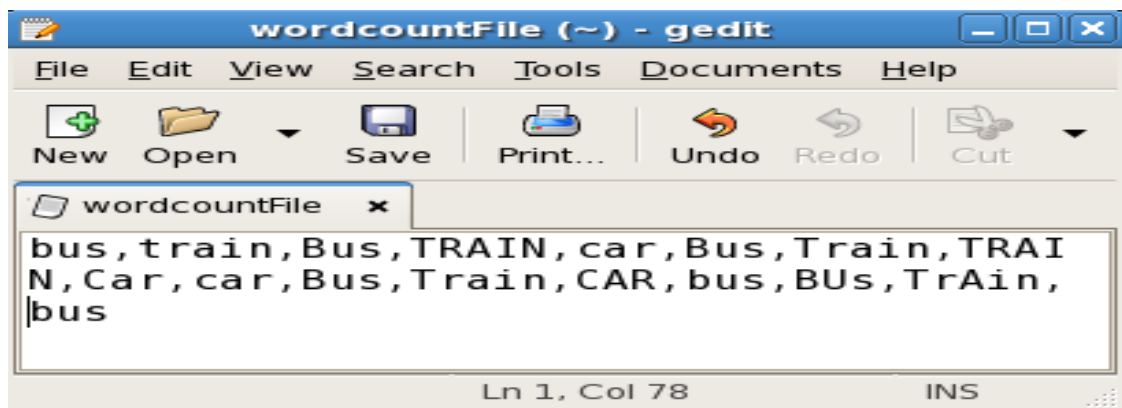 wordcountFile (~) - gedit
File Edit View Search Tools Documents Help
New Open Save Print... Undo Redo Cut
wordcountFile
bus,train,Bus,TRAIN,car,Bus,Train,TRAI
N,Car,car,Bus,Train,CAR,bus,BUs,TrAin,
bus
Ln 1, Col 78 INS